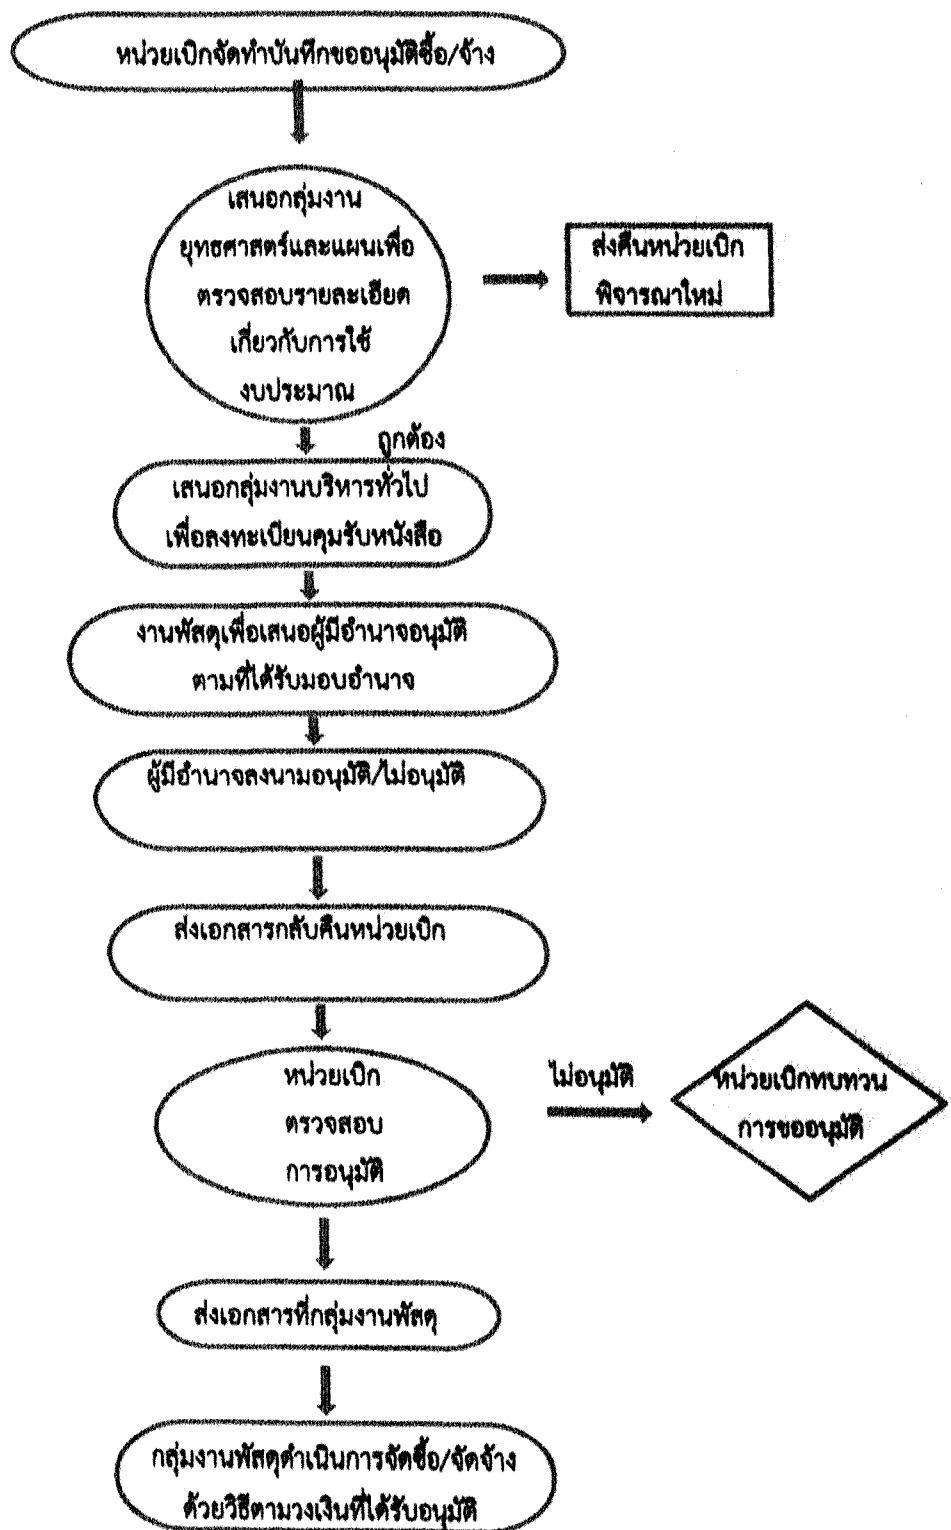 หน่วยเบิกจัดทำบันทึกขออนุมัติซื้อ/จ้าง
เสนอกลุ่มงาน
ยุทธศาสตร์และแผนเพื่อ
ตรวจสอบรายละเอียด
เกี่ยวกับการใช้
งบประมาณ
ส่งคืนหน่วยเบิก
พิจารณาใหม่
ถูกต้อง
เสนอกลุ่มงานบริหารทั่วไป
เพื่อลงทะเบียนคุมรับหนังสือ
งานพัสดุเพื่อเสนอผู้มีอำนาจอนุมัติ
ตามที่ได้รับมอบอำนาจ
ผู้มีอำนาจลงนามอนุมัติ/ไม่อนุมัติ
ส่งเอกสารกลับคืนหน่วยเบิก
หน่วยเบิก
ตรวจสอบ
การอนุมัติ
ไม่อนุมัติ
หน่วยเบิกทบทวน
การขออนุมัติ
ส่งเอกสารที่กลุ่มงานพัสดุ
กลุ่มงานพัสดุดำเนินการจัดซื้อ/จัดจ้าง
ด้วยวิธีตามวงเงินที่ได้รับอนุมัติ